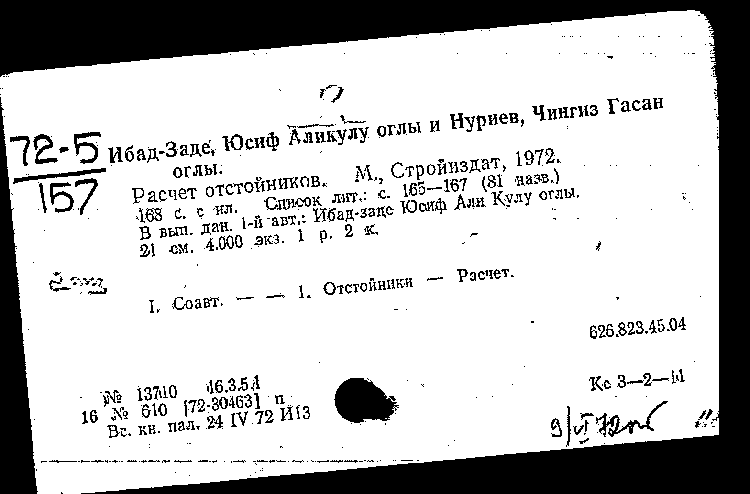 72-5
157
Ибад-Заде, Юсиф Аликулу оглы и Нуриев, Чингиз Гасан
оглы.
Расчет отстойников. М., Стройиздат, 1972.
168 с. с ил. Список лит.: с. 165—167 (81 назв.)
В вып. дан. 1-й авт.: Ибад-заде Юсиф Али Кулу оглы.
21 см. 4.000 экз. 1 р. 2 к.
I. Соавт. — — 1. Отстойники — Расчет.
626.823.45.04
№ 13710 16.3.5.1
16 № 610 [72-30463] п
Вс. кн. пал. 24 IV 72 И13
Кс 3—2—
9/VI 72